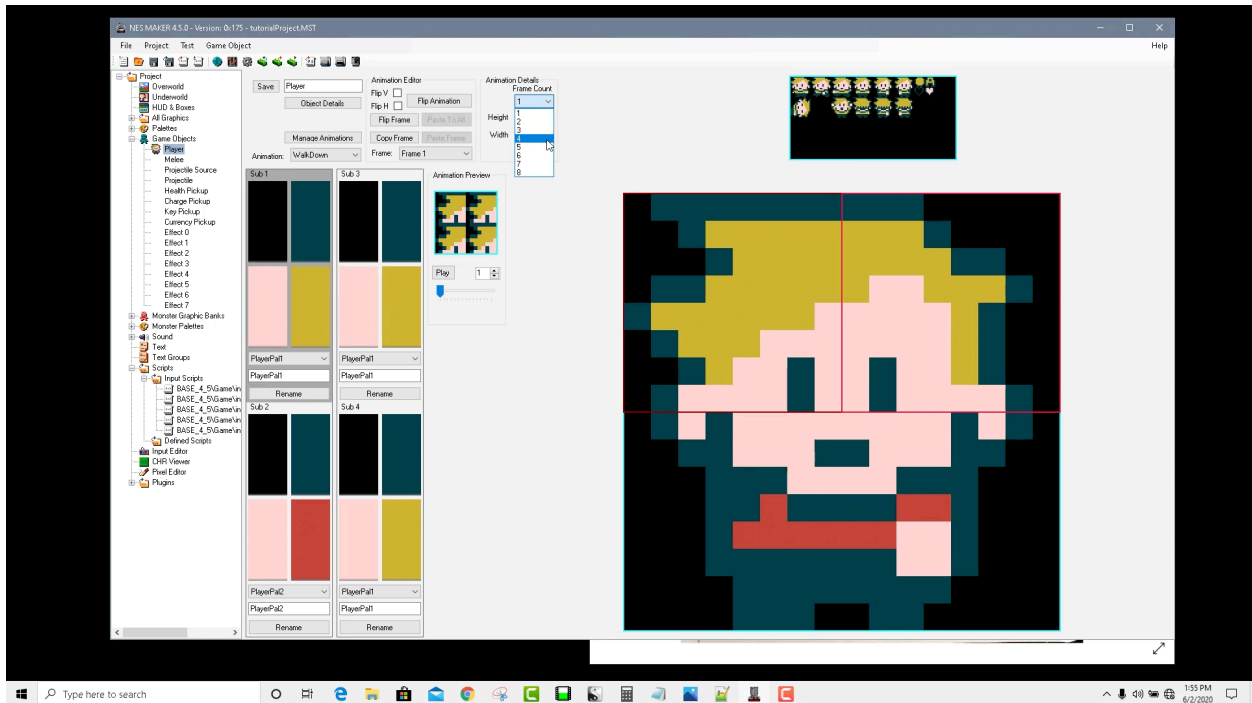 NES MAKER 4.5.0 - Version: 0x175 - tutorialProject.MST
File Project Test Game Object Help
Project
Overworld
Underworld
HUD & Boxes
All Graphics
Palettes
Game Objects
Player
Melee
Projectile Source
Projectile
Health Pickup
Charge Pickup
Key Pickup
Currency Pickup
Effect 0
Effect 1
Effect 2
Effect 3
Effect 4
Effect 5
Effect 6
Effect 7
Monster Graphic Banks
Monster Palettes
Sound
Text
Text Groups
Scripts
Input Scripts
BASE_4_5\Game\in
BASE_4_5\Game\in
BASE_4_5\Game\in
BASE_4_5\Game\in
BASE_4_5\Game\in
Defined Scripts
Input Editor
CHR Viewer
Pixel Editor
Plugins
Save Player
Object Details
Manage Animations
Animation: WalkDown
Animation Editor
Flip V
Flip H Flip Animation
Flip Frame Paste To All
Copy Frame Paste Frame
Frame: Frame 1
Animation Details
Frame Count
1
Height
Width
1
2
3
4
5
6
7
8
Sub 1
PlayerPal1
PlayerPal1
Rename
Sub 3
PlayerPal1
PlayerPal1
Rename
Sub 2
PlayerPal2
PlayerPal2
Rename
Sub 4
PlayerPal1
PlayerPal1
Rename
Animation Preview
Play 1
Type here to search
1:55 PM
6/2/2020